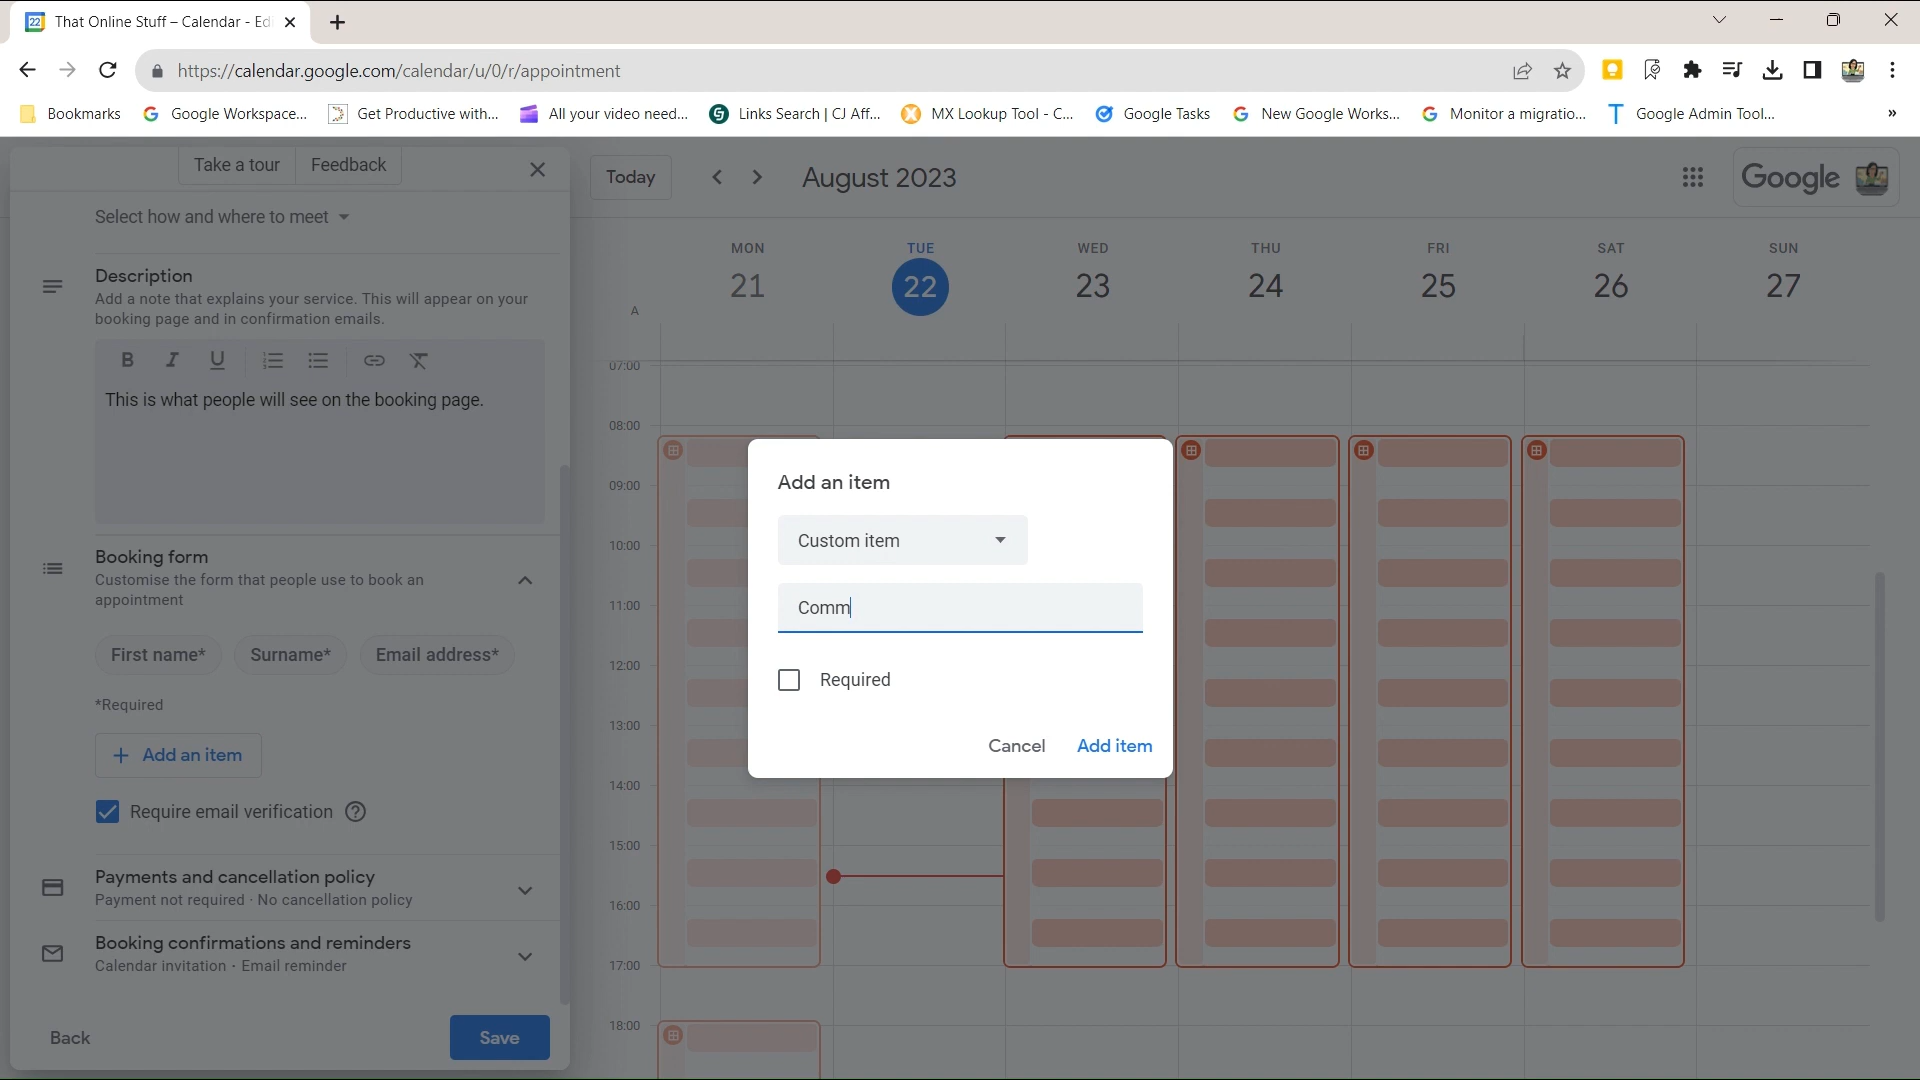 That Online Stuff – Calendar - Edi
https://calendar.google.com/calendar/u/0/r/appointment
Bookmarks
Google Workspace...
Get Productive with...
All your video need...
Links Search | CJ Aff...
MX Lookup Tool - C...
Google Tasks
New Google Works...
Monitor a migratio...
Google Admin Tool...
»
Take a tour
Feedback
Today
August 2023
Google
Select how and where to meet
Description
Add a note that explains your service. This will appear on your
booking page and in confirmation emails.
B I U
This is what people will see on the booking page.
Booking form
Customise the form that people use to book an
appointment
First name*
Surname*
Email address*
*Required
+ Add an item
Require email verification
Payments and cancellation policy
Payment not required · No cancellation policy
Booking confirmations and reminders
Calendar invitation · Email reminder
Back
Save
MON
TUE
WED
THU
FRI
SAT
SUN
21
22
23
24
25
26
27
A
07:00
08:00
09:00
10:00
11:00
12:00
13:00
14:00
15:00
16:00
17:00
18:00
Add an item
Custom item
Comm
Required
Cancel
Add item